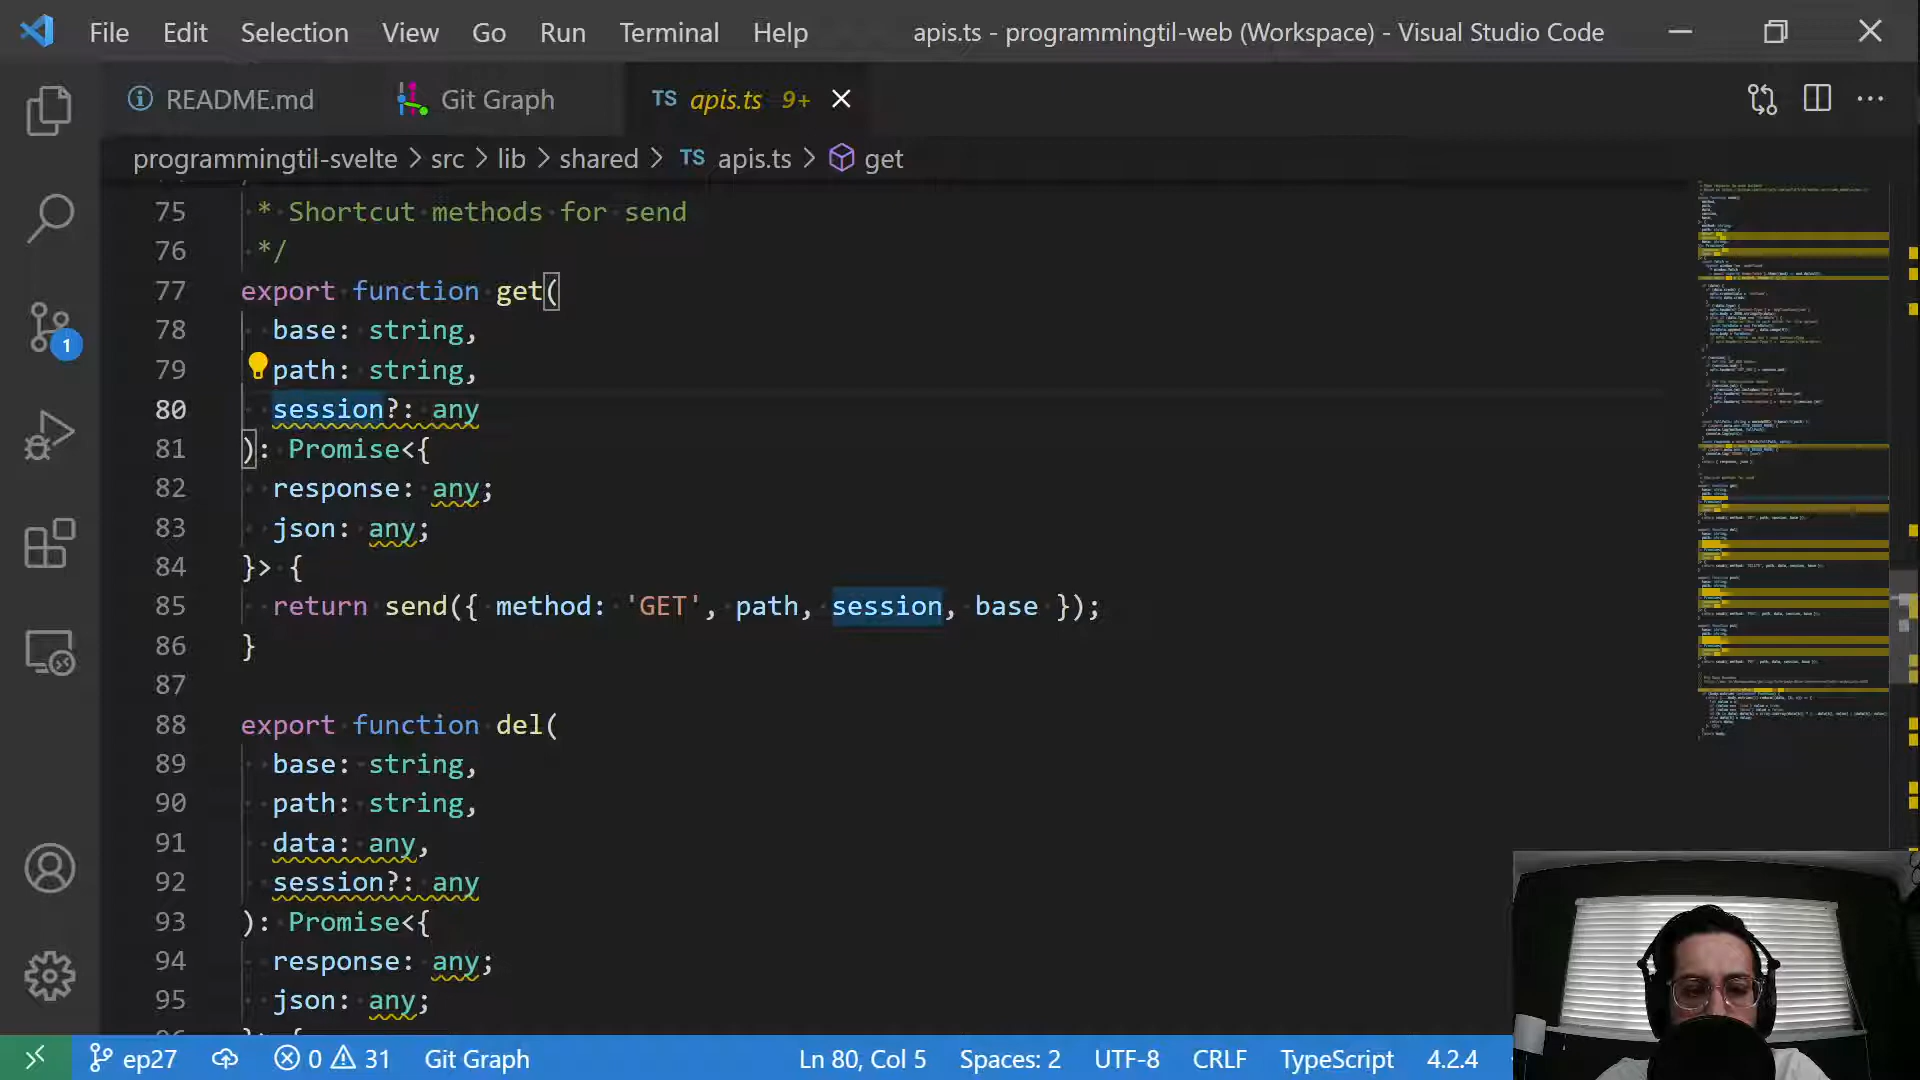 File Edit Selection View Go Run Terminal Help apis.ts - programmingtil-web (Workspace) - Visual Studio Code
README.md Git Graph TS apis.ts 9+
programmingtil-svelte > src > lib > shared > TS apis.ts > get
75 * Shortcut methods for send
76 */
77 export function get(
78 base: string,
79 path: string,
80 session?: any
81 ): Promise<{
82 response: any;
83 json: any;
84 }> {
85 return send({ method: 'GET', path, session, base });
86 }
87
88 export function del(
89 base: string,
90 path: string,
91 data: any,
92 session?: any
93 ): Promise<{
94 response: any;
95 json: any;
1
ep27 0 31 Git Graph Ln 80, Col 5 Spaces: 2 UTF-8 CRLF TypeScript 4.2.4